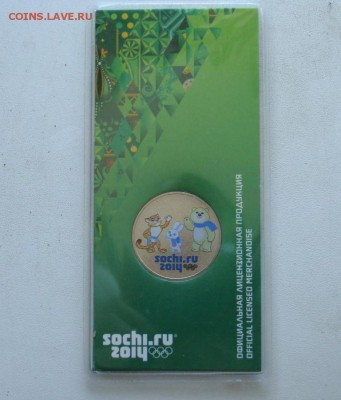 COINS.LAVE.RU
sochi.ru
2014
sochi.ru
2014
ОФИЦИАЛЬНАЯ ЛИЦЕНЗИОННАЯ ПРОДУКЦИЯ
OFFICIAL LICENSED MERCHANDISE